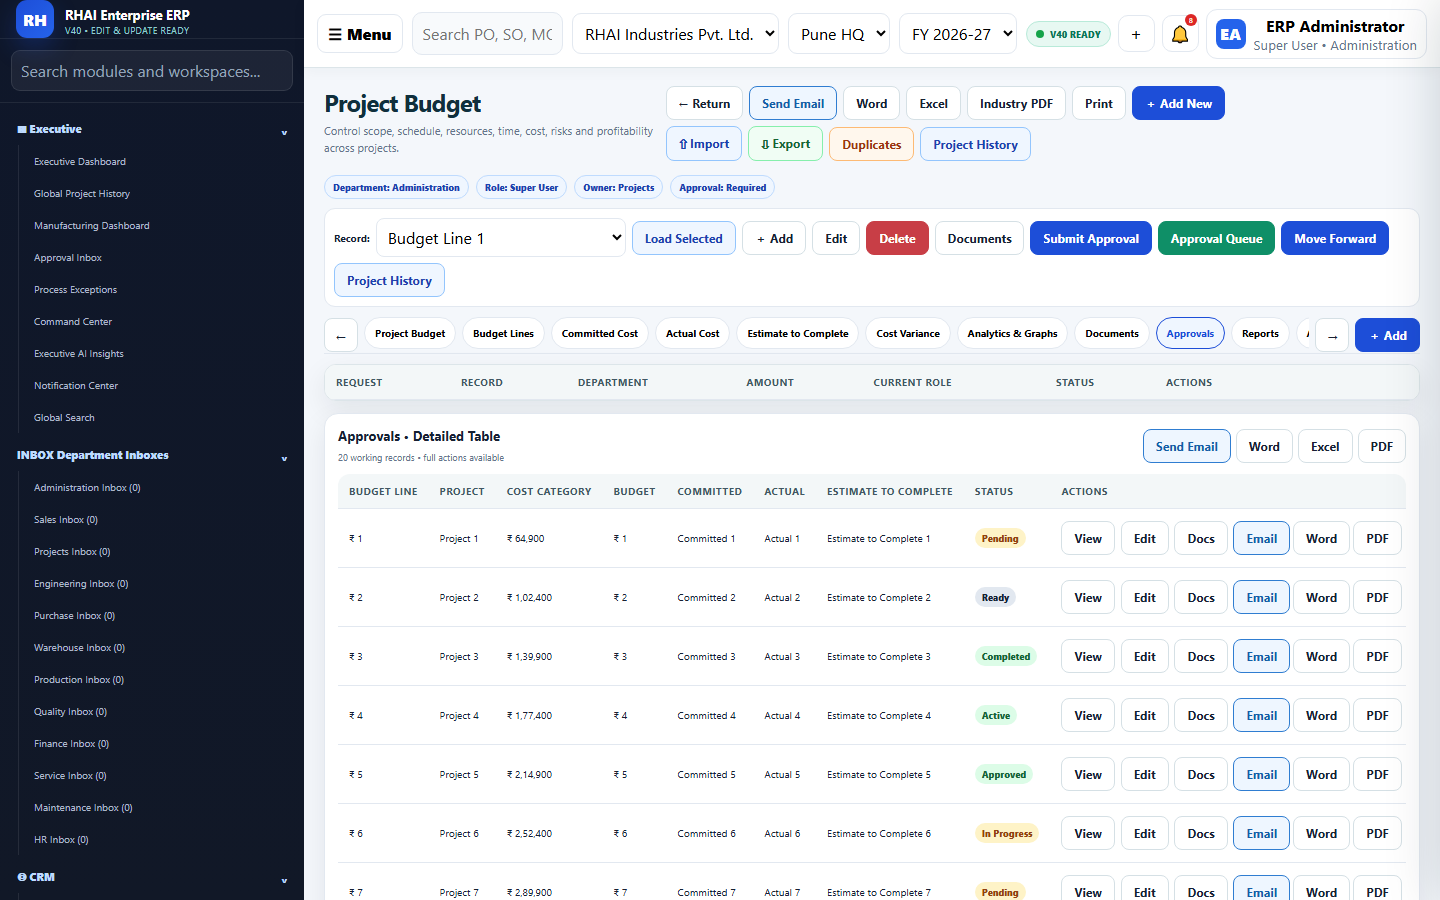 RH
RHAI Enterprise ERP
V40 • EDIT & UPDATE READY
Search modules and workspaces...
Executive
Executive Dashboard
Global Project History
Manufacturing Dashboard
Approval Inbox
Process Exceptions
Command Center
Executive AI Insights
Notification Center
Global Search
INBOX Department Inboxes
Administration Inbox (0)
Sales Inbox (0)
Projects Inbox (0)
Engineering Inbox (0)
Purchase Inbox (0)
Warehouse Inbox (0)
Production Inbox (0)
Quality Inbox (0)
Finance Inbox (0)
Service Inbox (0)
Maintenance Inbox (0)
HR Inbox (0)
CRM
☰ Menu
Search PO, SO, MC
RHAI Industries Pvt. Ltd.
Pune HQ
FY 2026-27
V40 READY
+
8
EA
ERP Administrator
Super User • Administration
Project Budget
Control scope, schedule, resources, time, cost, risks and profitability
across projects.
← Return Send Email Word Excel Industry PDF Print + Add New
⇧ Import ⇩ Export Duplicates Project History
Department: Administration Role: Super User Owner: Projects Approval: Required
Record: Budget Line 1 Load Selected + Add Edit Delete Documents Submit Approval Approval Queue Move Forward
Project History
← Project Budget Budget Lines Committed Cost Actual Cost Estimate to Complete Cost Variance Analytics & Graphs Documents Approvals Reports → + Add
REQUEST RECORD DEPARTMENT AMOUNT CURRENT ROLE STATUS ACTIONS
Approvals • Detailed Table
20 working records • full actions available
Send Email Word Excel PDF
BUDGET LINE PROJECT COST CATEGORY BUDGET COMMITTED ACTUAL ESTIMATE TO COMPLETE STATUS ACTIONS
₹ 1 Project 1 ₹ 64,900 ₹ 1 Committed 1 Actual 1 Estimate to Complete 1 Pending View Edit Docs Email Word PDF
₹ 2 Project 2 ₹ 1,02,400 ₹ 2 Committed 2 Actual 2 Estimate to Complete 2 Ready View Edit Docs Email Word PDF
₹ 3 Project 3 ₹ 1,39,900 ₹ 3 Committed 3 Actual 3 Estimate to Complete 3 Completed View Edit Docs Email Word PDF
₹ 4 Project 4 ₹ 1,77,400 ₹ 4 Committed 4 Actual 4 Estimate to Complete 4 Active View Edit Docs Email Word PDF
₹ 5 Project 5 ₹ 2,14,900 ₹ 5 Committed 5 Actual 5 Estimate to Complete 5 Approved View Edit Docs Email Word PDF
₹ 6 Project 6 ₹ 2,52,400 ₹ 6 Committed 6 Actual 6 Estimate to Complete 6 In Progress View Edit Docs Email Word PDF
₹ 7 Project 7 ₹ 2,89,900 ₹ 7 Committed 7 Actual 7 Estimate to Complete 7 Pending View Edit Docs Email Word PDF